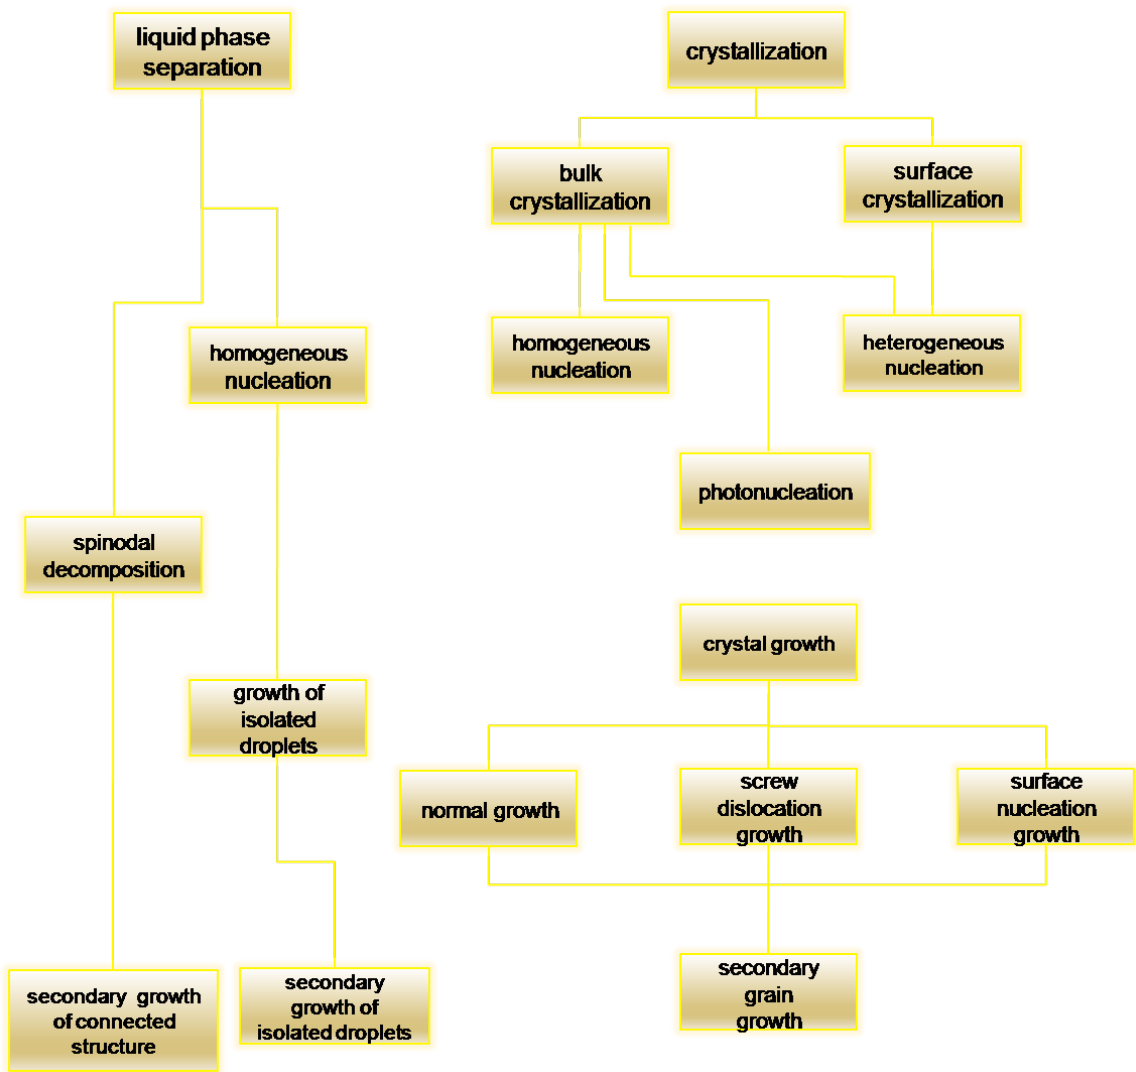 liquid phase
separation
crystallization
bulk
crystallization
surface
crystallization
homogeneous
nucleation
homogeneous
nucleation
heterogeneous
nucleation
photonucleation
spinodal
decomposition
crystal growth
growth of
isolated
droplets
normal growth
screw
dislocation
growth
surface
nucleation
growth
secondary growth
of connected
structure
secondary
growth of
isolated droplets
secondary
grain
growth